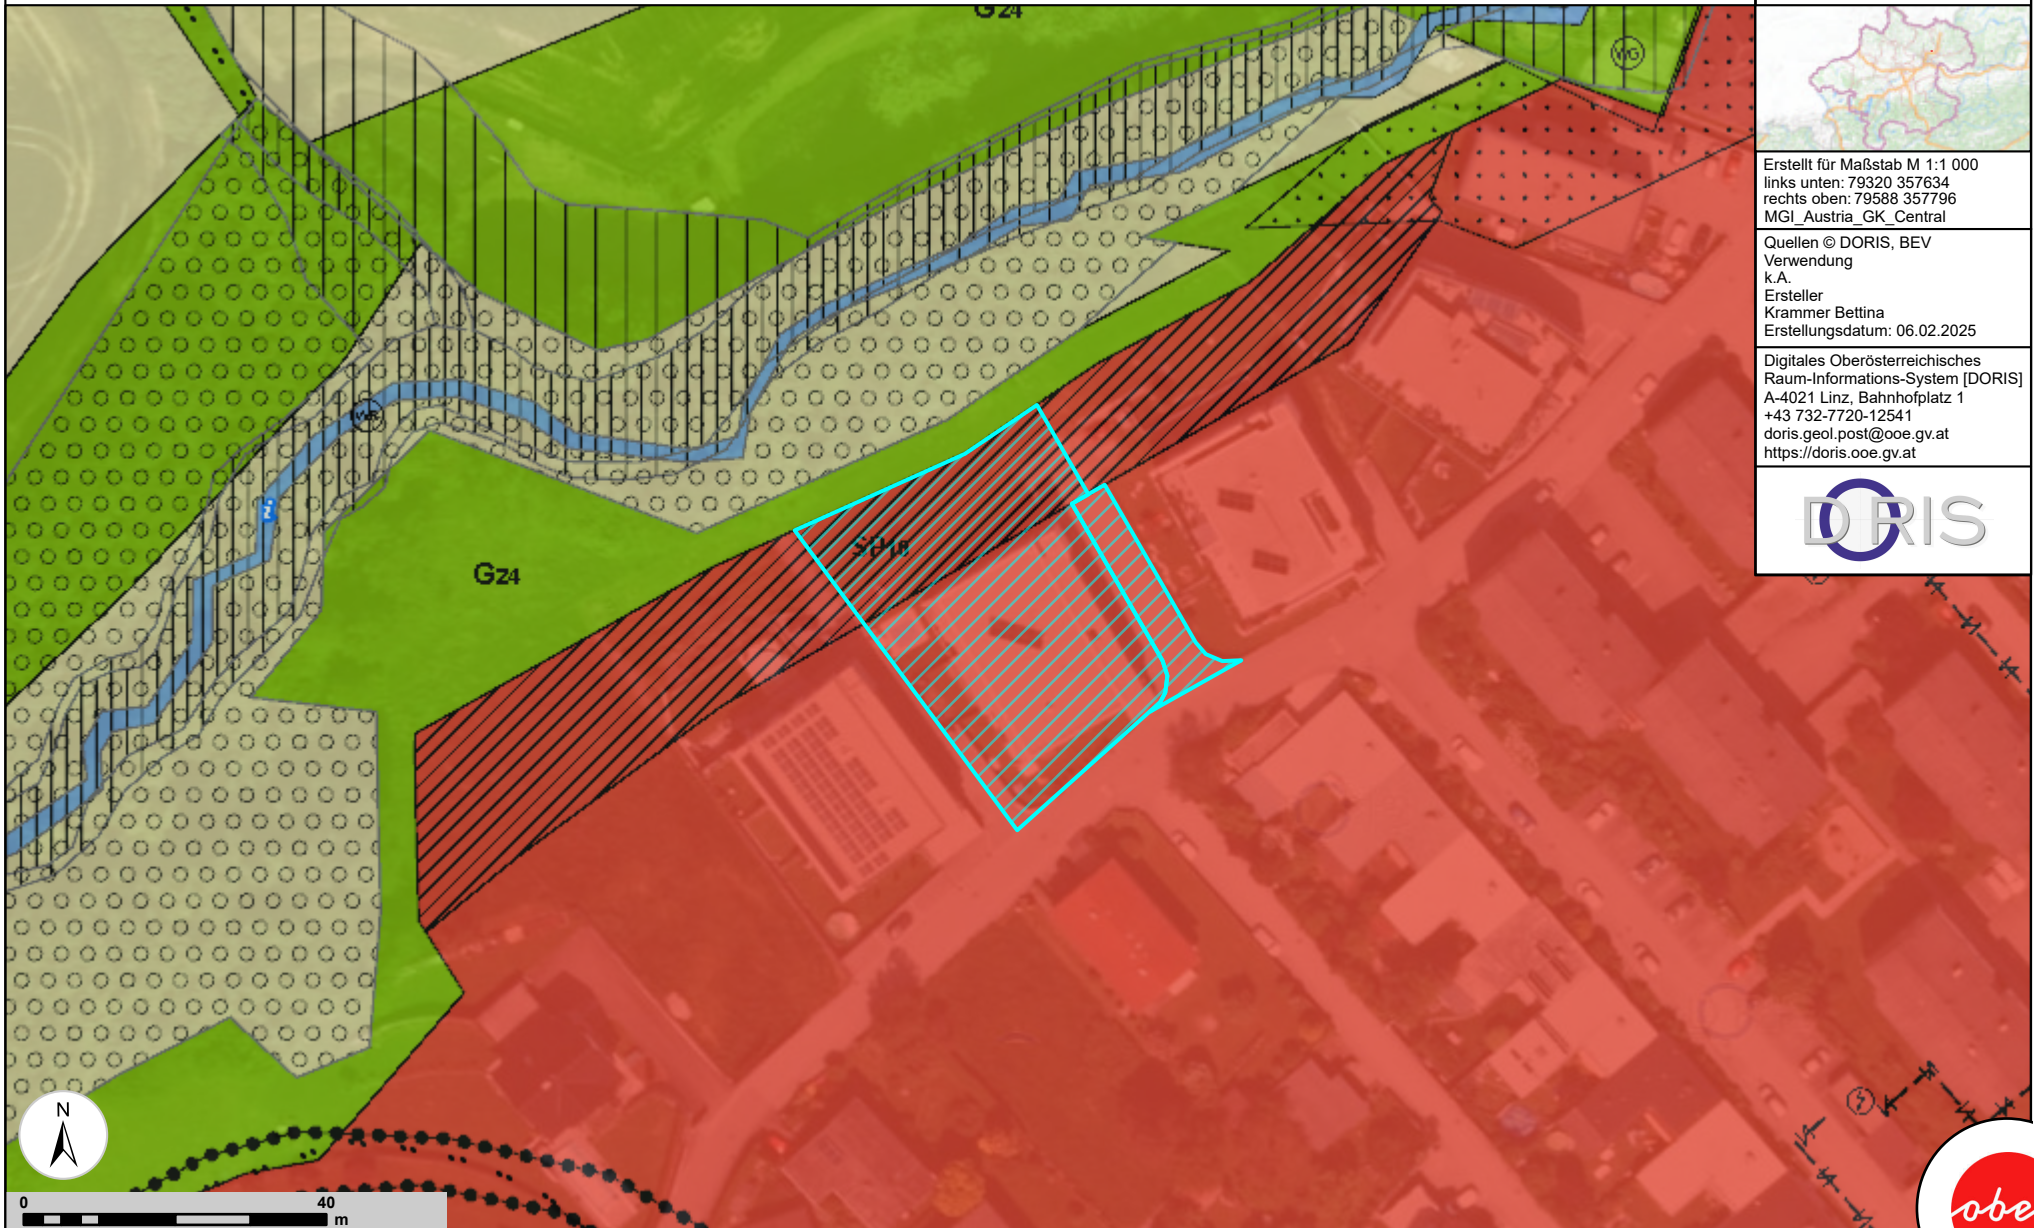 Gz4
WG
Erstellt für Maßstab M 1:1 000
links unten: 79320 357634
rechts oben: 79588 357796
MGI_Austria_GK_Central
Quellen © DORIS, BEV
Verwendung
k.A.
Ersteller
Krammer Bettina
Erstellungsdatum: 06.02.2025
Digitales Oberösterreichisches
Raum-Informations-System [DORIS]
A-4021 Linz, Bahnhofplatz 1
+43 732-7720-12541
doris.geol.post@ooe.gv.at
https://doris.ooe.gv.at
DORIS
Gz4
N
0 40
m
obe